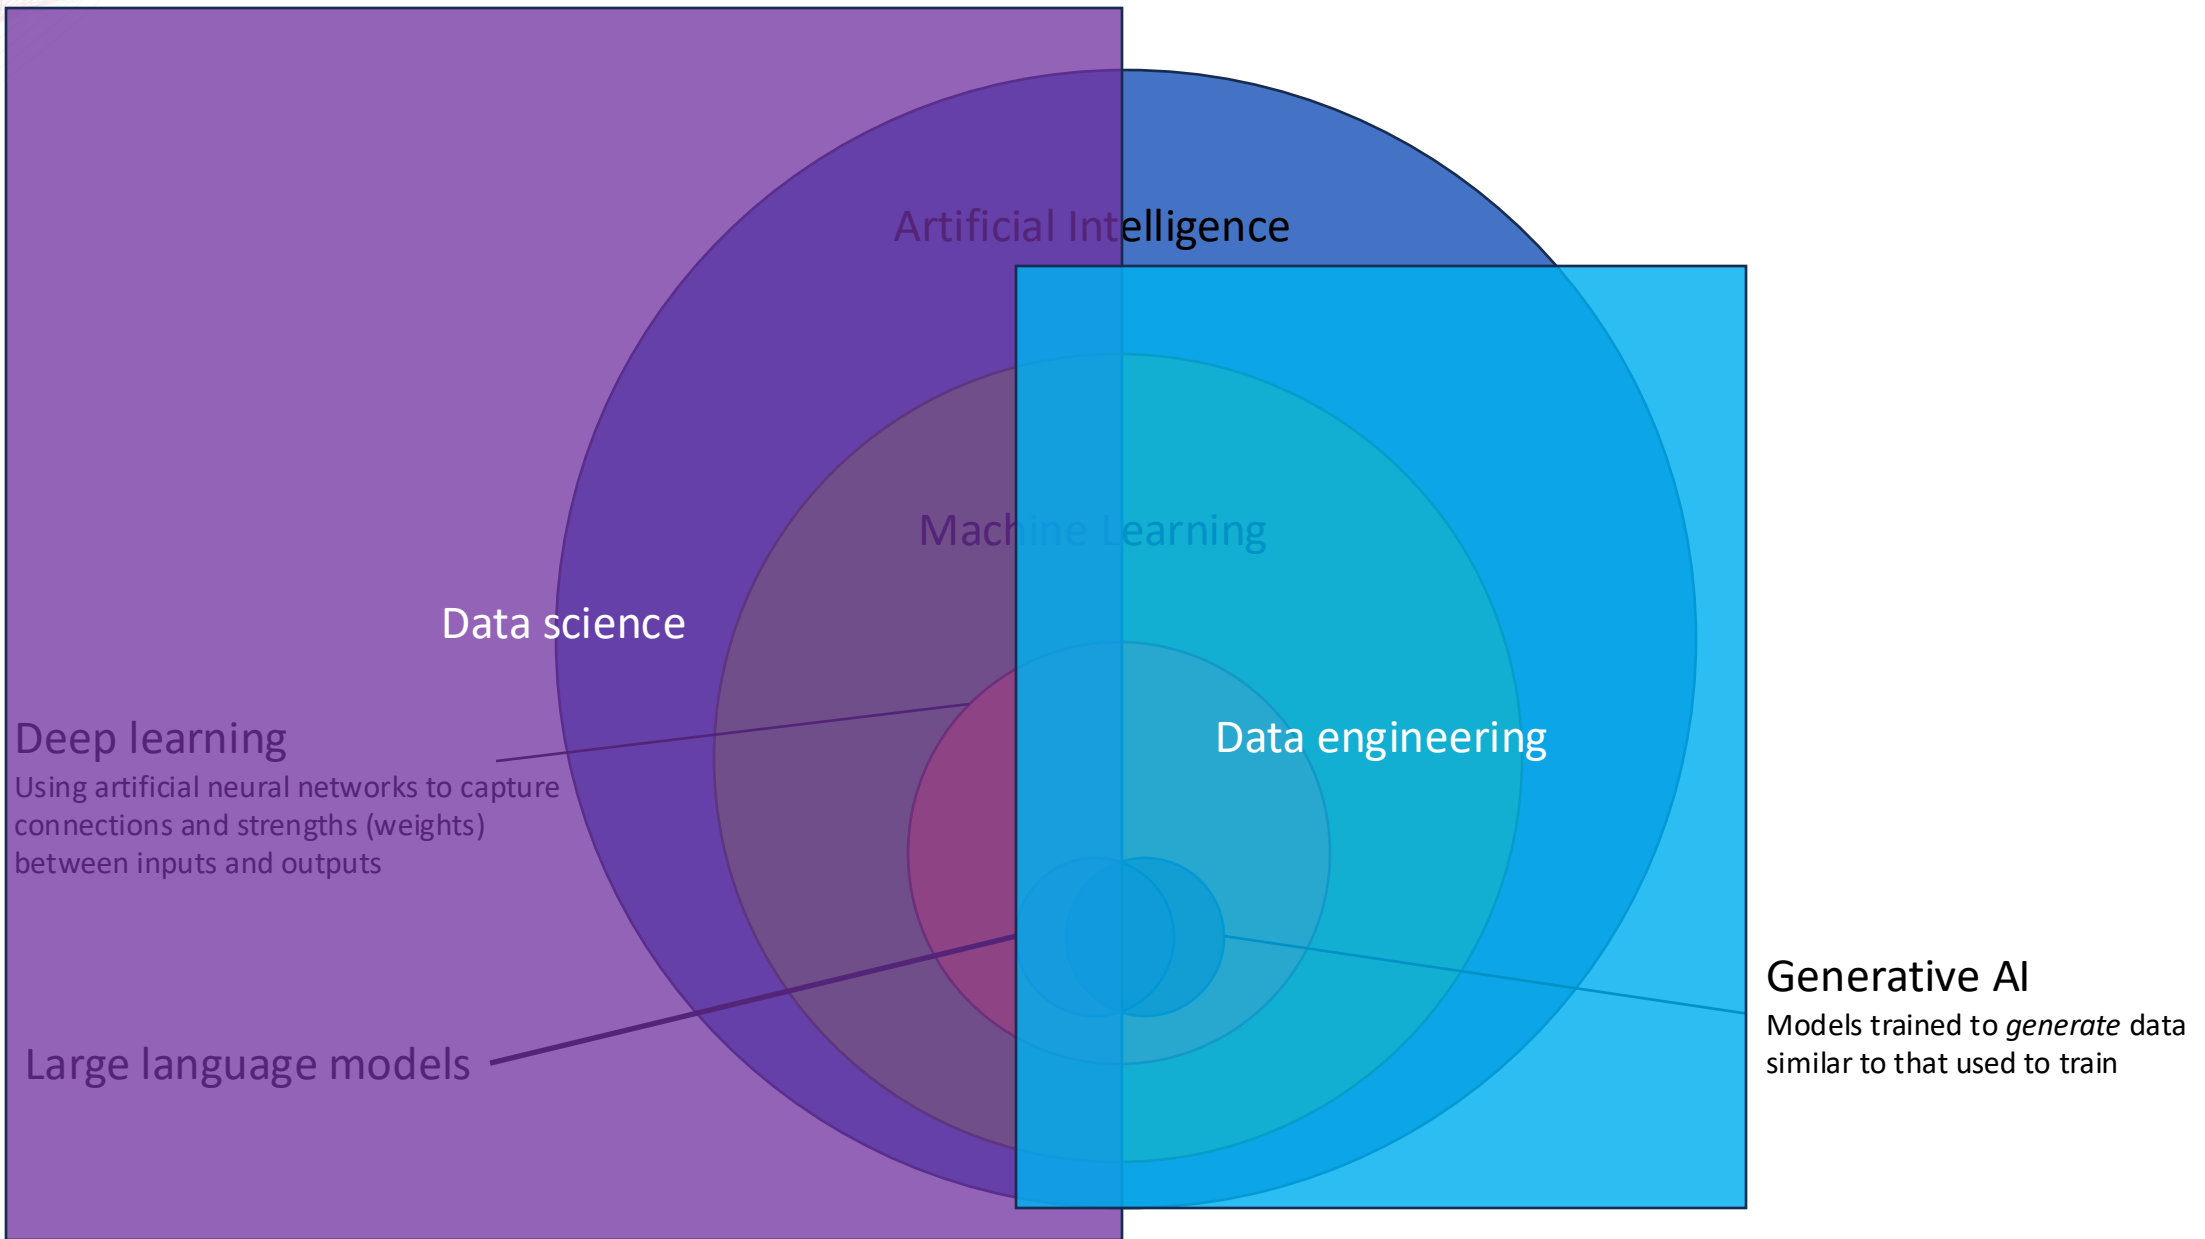 Artificial Intelligence
Machine Learning
Data science
Deep learning
Using artificial neural networks to capture
connections and strengths (weights)
between inputs and outputs
Data engineering
Large language models
Generative AI
Models trained to generate data
similar to that used to train